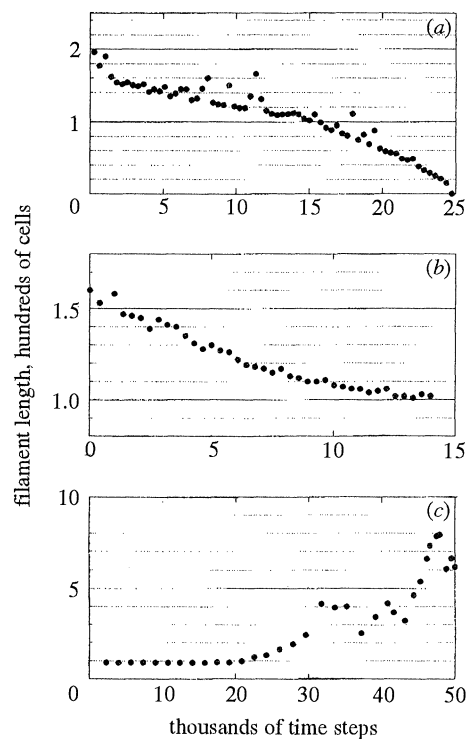 filament length, hundreds of cells
(a)
2
1
0
0 5 10 15 20 25
(b)
1.5
1.0
0 5 10 15
(c)
10
5
0
0 10 20 30 40 50
thousands of time steps